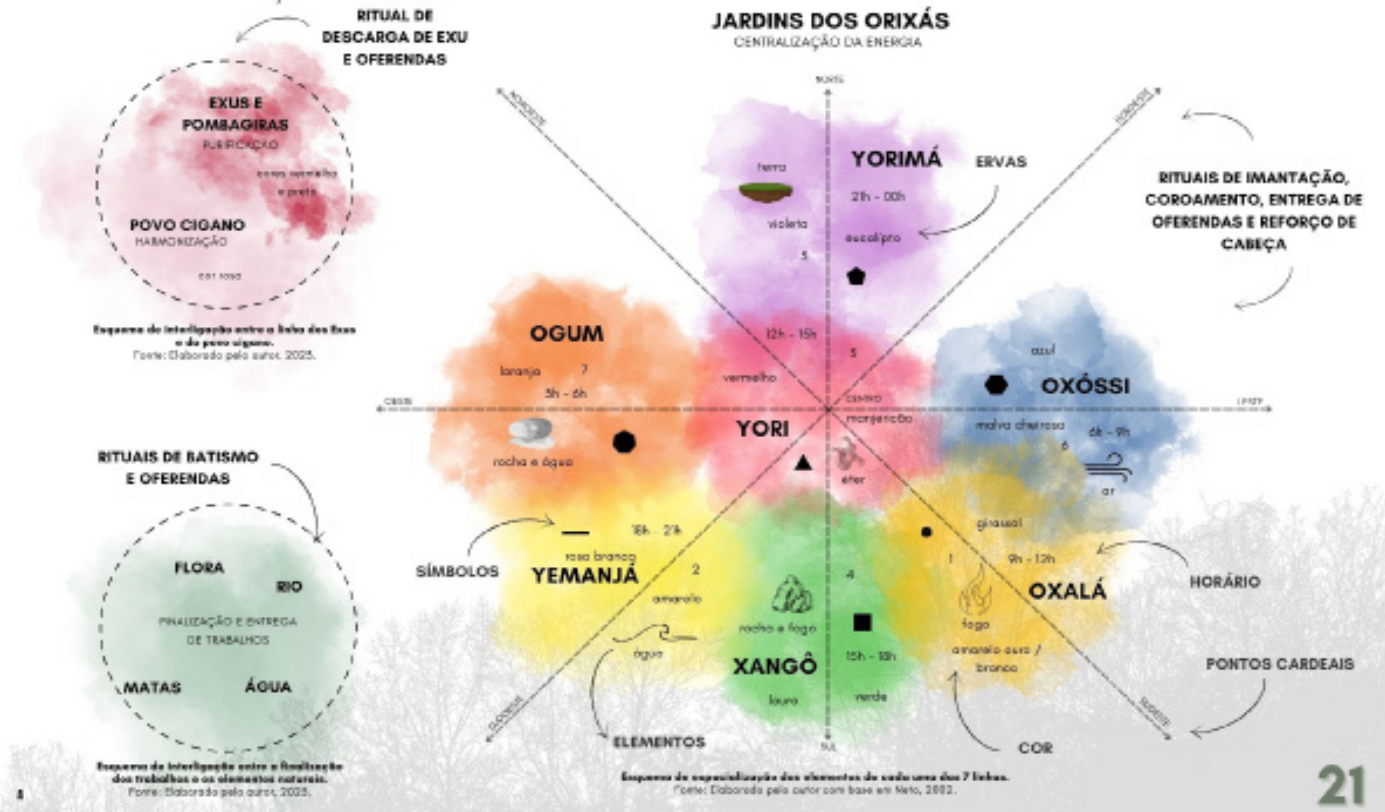 RITUAL DE
DESCARGA DE EXU
E OFERENDAS
EXUS E
POMBAGIRAS
PURIFICAÇÃO
cores vermelho
e preto
POVO CIGANO
HARMONIZAÇÃO
cor rosa
Esquema de interligação entre a linha dos Exus
e do povo cigano.
Fonte: Elaborado pelo autor, 2023.
RITUAIS DE BATISMO
E OFERENDAS
FLORA
RIO
FINALIZAÇÃO E ENTREGA
DE TRABALHOS
MATAS
ÁGUA
Esquema de interligação entre a finalização
dos trabalhos e os elementos naturais.
Fonte: Elaborado pelo autor, 2023.
JARDINS DOS ORIXÁS
CENTRALIZAÇÃO DA ENERGIA
NORTE
NOROESTE
terra
YORIMÁ
ERVAS
21h - 00h
violeta
eucalipto
RITUAIS DE IMANTAÇÃO,
COROAMENTO, ENTREGA DE
OFERENDAS E REFORÇO DE
CABEÇA
OGUM
laranja
7
3h - 6h
rocha e água
OESTE
12h - 15h
vermelho
CENTRO
manjericão
YORI
éter
azul
OXÓSSI
LESTE
malva cheirosa
6h - 9h
6
ar
SÍMBOLOS
18h - 21h
rosa branca
YEMANJÁ
2
amarelo
água
ELEMENTOS
SUDOESTE
4
rocha e fogo
15h - 18h
XANGÔ
louro
verde
SUL
girassol
1
9h - 12h
OXALÁ
fogo
amarelo ouro /
branco
HORÁRIO
PONTOS CARDEAIS
SUDESTE
COR
Esquema de espacialização dos elementos de cada uma das 7 linhas.
Fonte: Elaborado pelo autor com base em Neto, 2002.
21